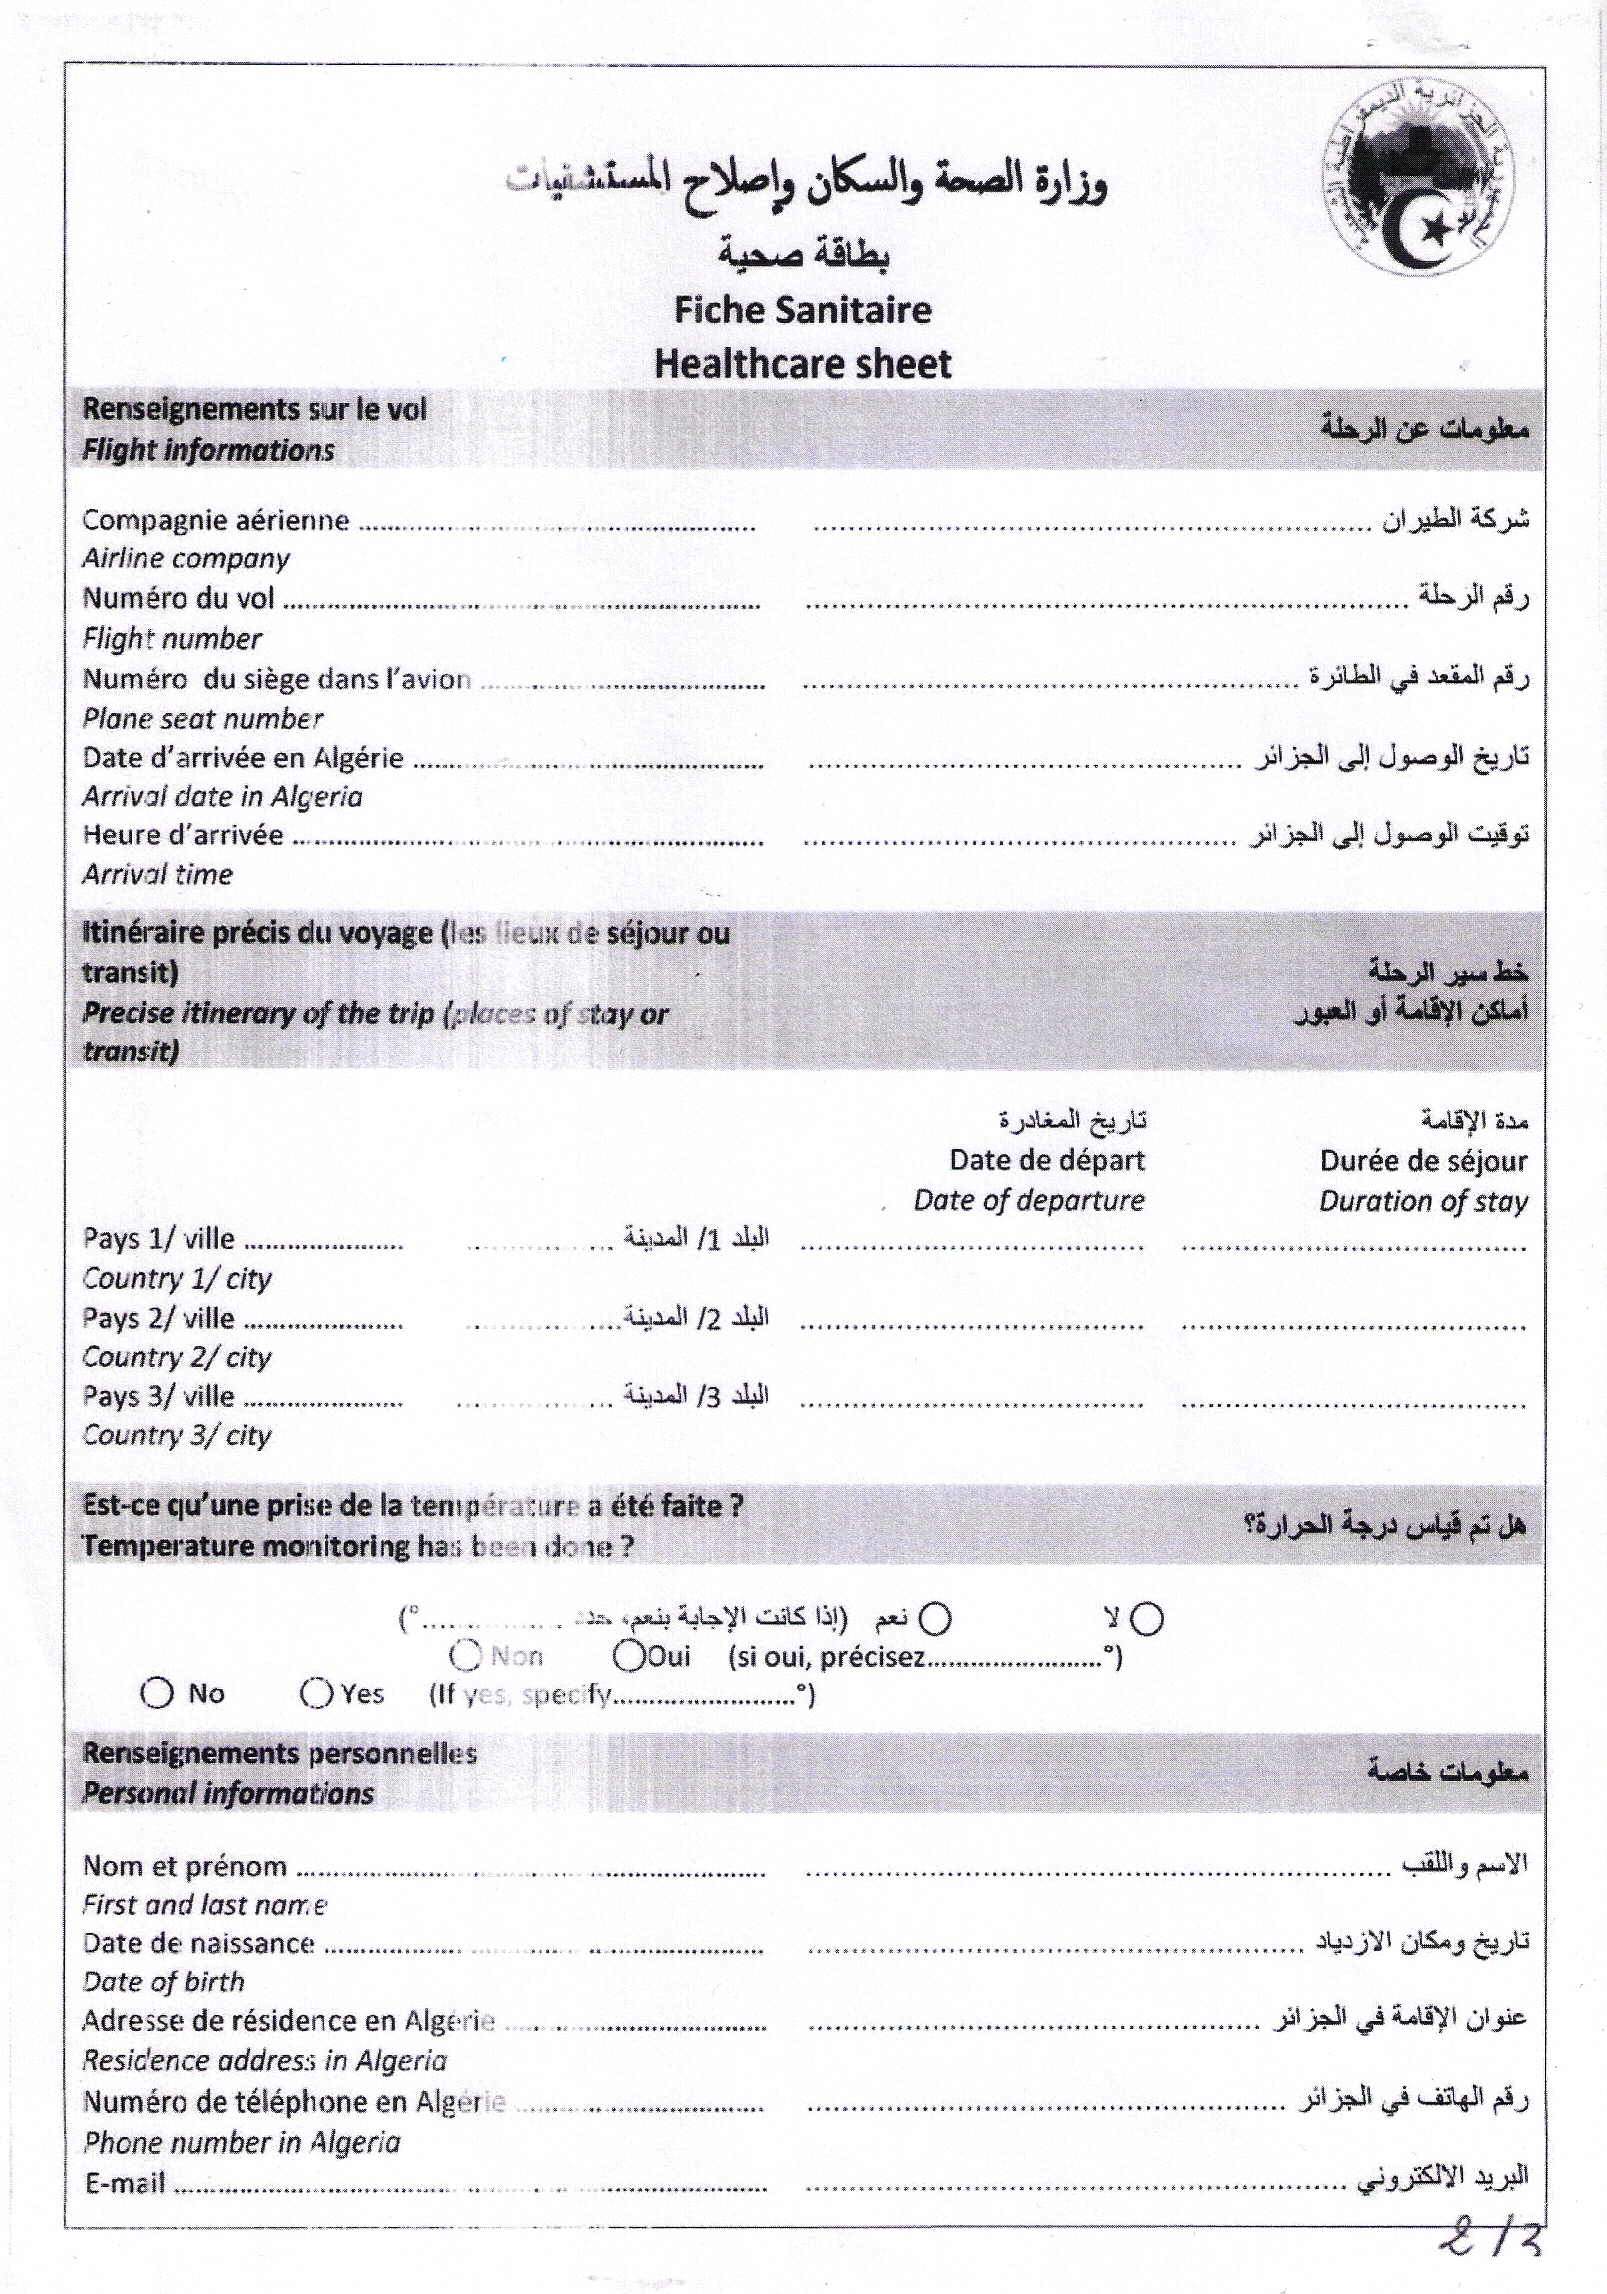 الجمهورية الجزائرية الديمقراطية الشعبية
وزارة الصحة والسكان وإصلاح المستشفيات
بطاقة صحية
Fiche Sanitaire
Healthcare sheet
Renseignements sur le vol
Flight informations
معلومات عن الرحلة
Compagnie aérienne .......... .......... شركة الطيران
Airline company
Numéro du vol .......... .......... رقم الرحلة
Flight number
Numéro du siège dans l'avion .......... .......... رقم المقعد في الطائرة
Plane seat number
Date d'arrivée en Algérie .......... .......... تاريخ الوصول إلى الجزائر
Arrival date in Algeria
Heure d'arrivée .......... .......... توقيت الوصول إلى الجزائر
Arrival time
Itinéraire précis du voyage (les lieux de séjour ou
transit)
Precise itinerary of the trip (places of stay or
transit)
خط سير الرحلة
أماكن الإقامة أو العبور
تاريخ المغادرة مدة الإقامة
Date de départ Durée de séjour
Date of departure Duration of stay
Pays 1/ ville .......... .......... البلد 1/ المدينة .......... ..........
Country 1/ city
Pays 2/ ville .......... .......... البلد 2/ المدينة .......... ..........
Country 2/ city
Pays 3/ ville .......... .......... البلد 3/ المدينة .......... ..........
Country 3/ city
Est-ce qu'une prise de la température a été faite ?
Temperature monitoring has been done ?
هل تم قياس درجة الحرارة؟
لا نعم (إذا كانت الإجابة بنعم، حدد ..........°)
Non Oui (si oui, précisez..........°)
No Yes (If yes, specify..........°)
Renseignements personnelles
Personal informations
معلومات خاصة
Nom et prénom .......... .......... الاسم واللقب
First and last name
Date de naissance .......... .......... تاريخ ومكان الازدياد
Date of birth
Adresse de résidence en Algérie .......... .......... عنوان الإقامة في الجزائر
Residence address in Algeria
Numéro de téléphone en Algérie .......... .......... رقم الهاتف في الجزائر
Phone number in Algeria
E-mail .......... .......... البريد الالكتروني
2/3